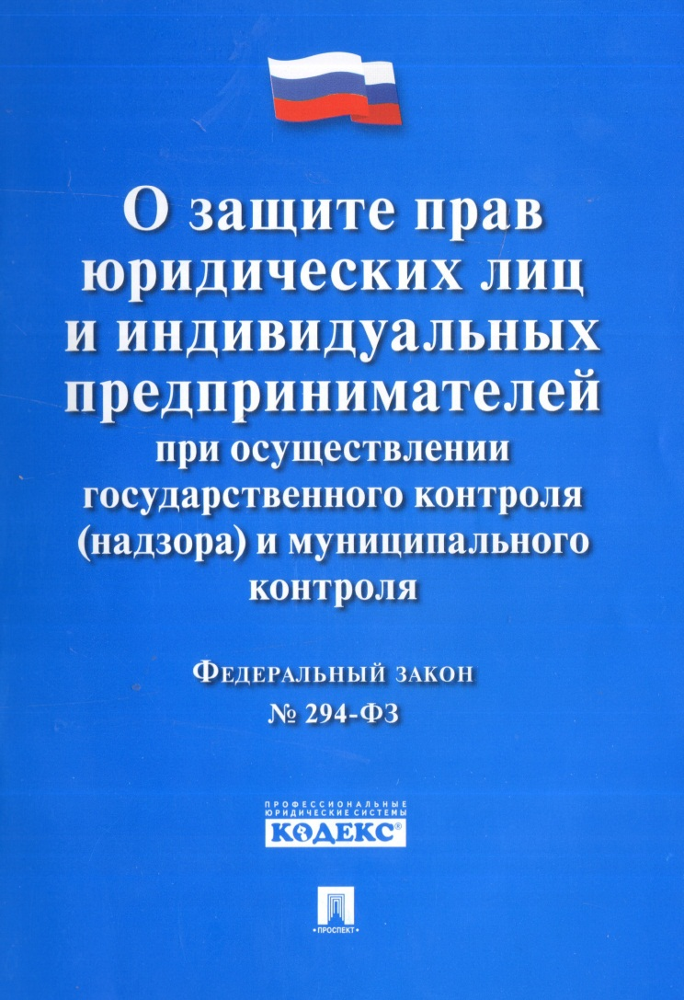 О защите прав
юридических лиц
и индивидуальных
предпринимателей
при осуществлении
государственного контроля
(надзора) и муниципального
контроля
Федеральный закон
№ 294-ФЗ
ПРОФЕССИОНАЛЬНЫЕ
ЮРИДИЧЕСКИЕ СИСТЕМЫ
КОДЕКС®
• ПРОСПЕКТ •